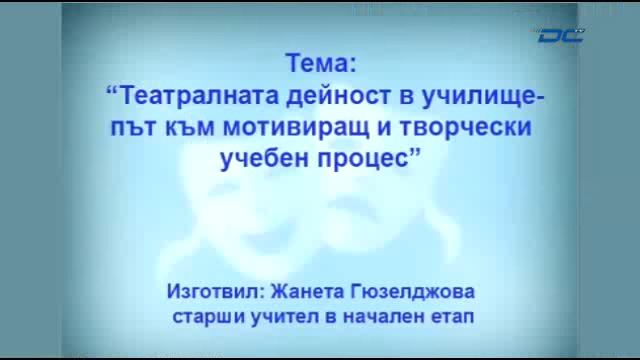 DC
Тема:
“Театралната дейност в училище-
път към мотивиращ и творчески
учебен процес”
Изготвил: Жанета Гюзелджова
старши учител в начален етап